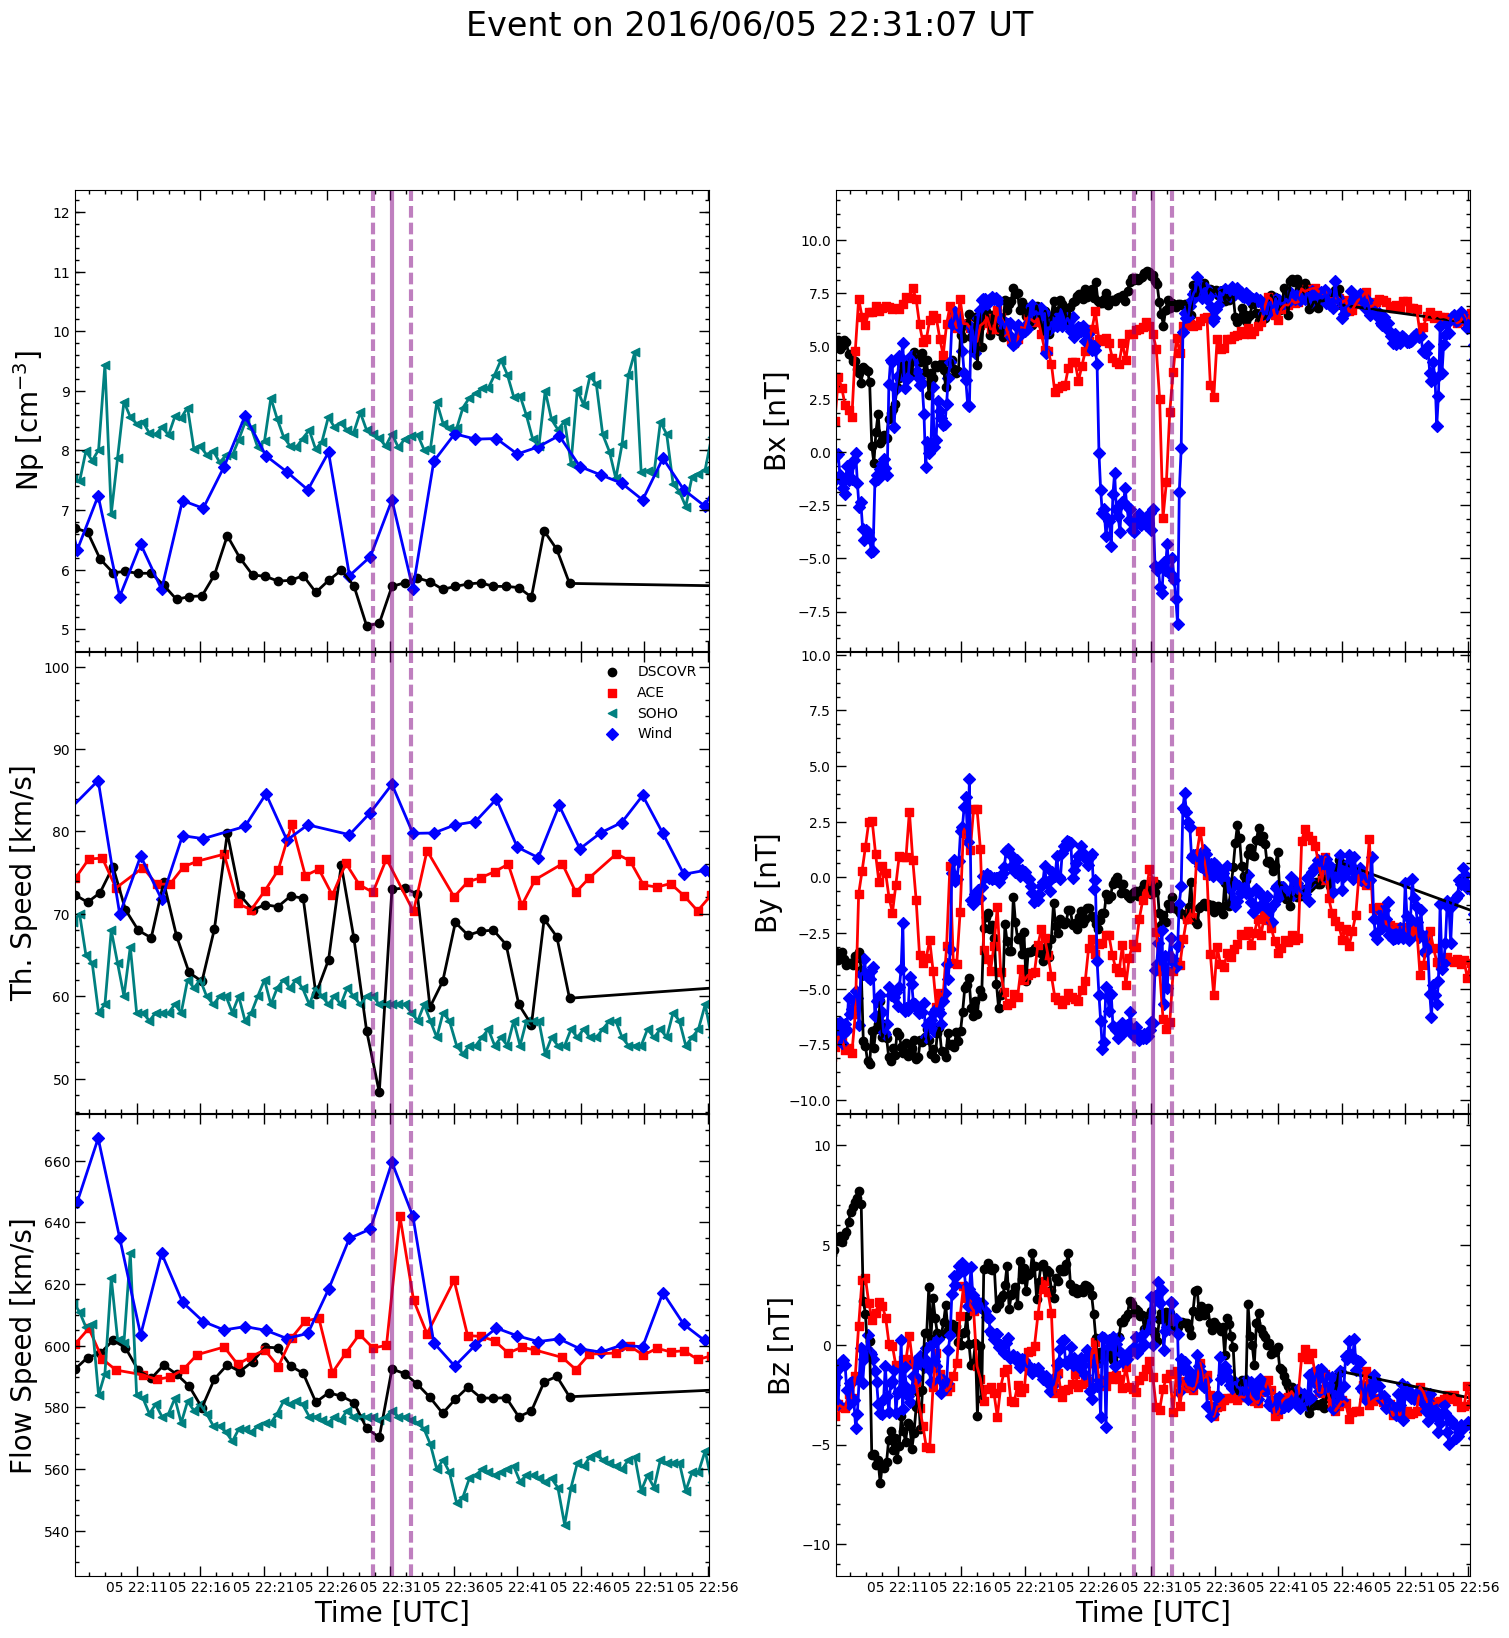 Event on 2016/06/05 22:31:07 UT
Np [cm⁻³]
12
11
10
9
8
7
6
5
Th. Speed [km/s]
100
90
80
70
60
50
DSCOVR
ACE
SOHO
Wind
Flow Speed [km/s]
660
640
620
600
580
560
540
05 22:11 05 22:16 05 22:21 05 22:26 05 22:31 05 22:36 05 22:41 05 22:46 05 22:51 05 22:56
Time [UTC]
Bx [nT]
10.0
7.5
5.0
2.5
0.0
−2.5
−5.0
−7.5
By [nT]
10.0
7.5
5.0
2.5
0.0
−2.5
−5.0
−7.5
−10.0
Bz [nT]
10
5
0
−5
−10
05 22:11 05 22:16 05 22:21 05 22:26 05 22:31 05 22:36 05 22:41 05 22:46 05 22:51 05 22:56
Time [UTC]